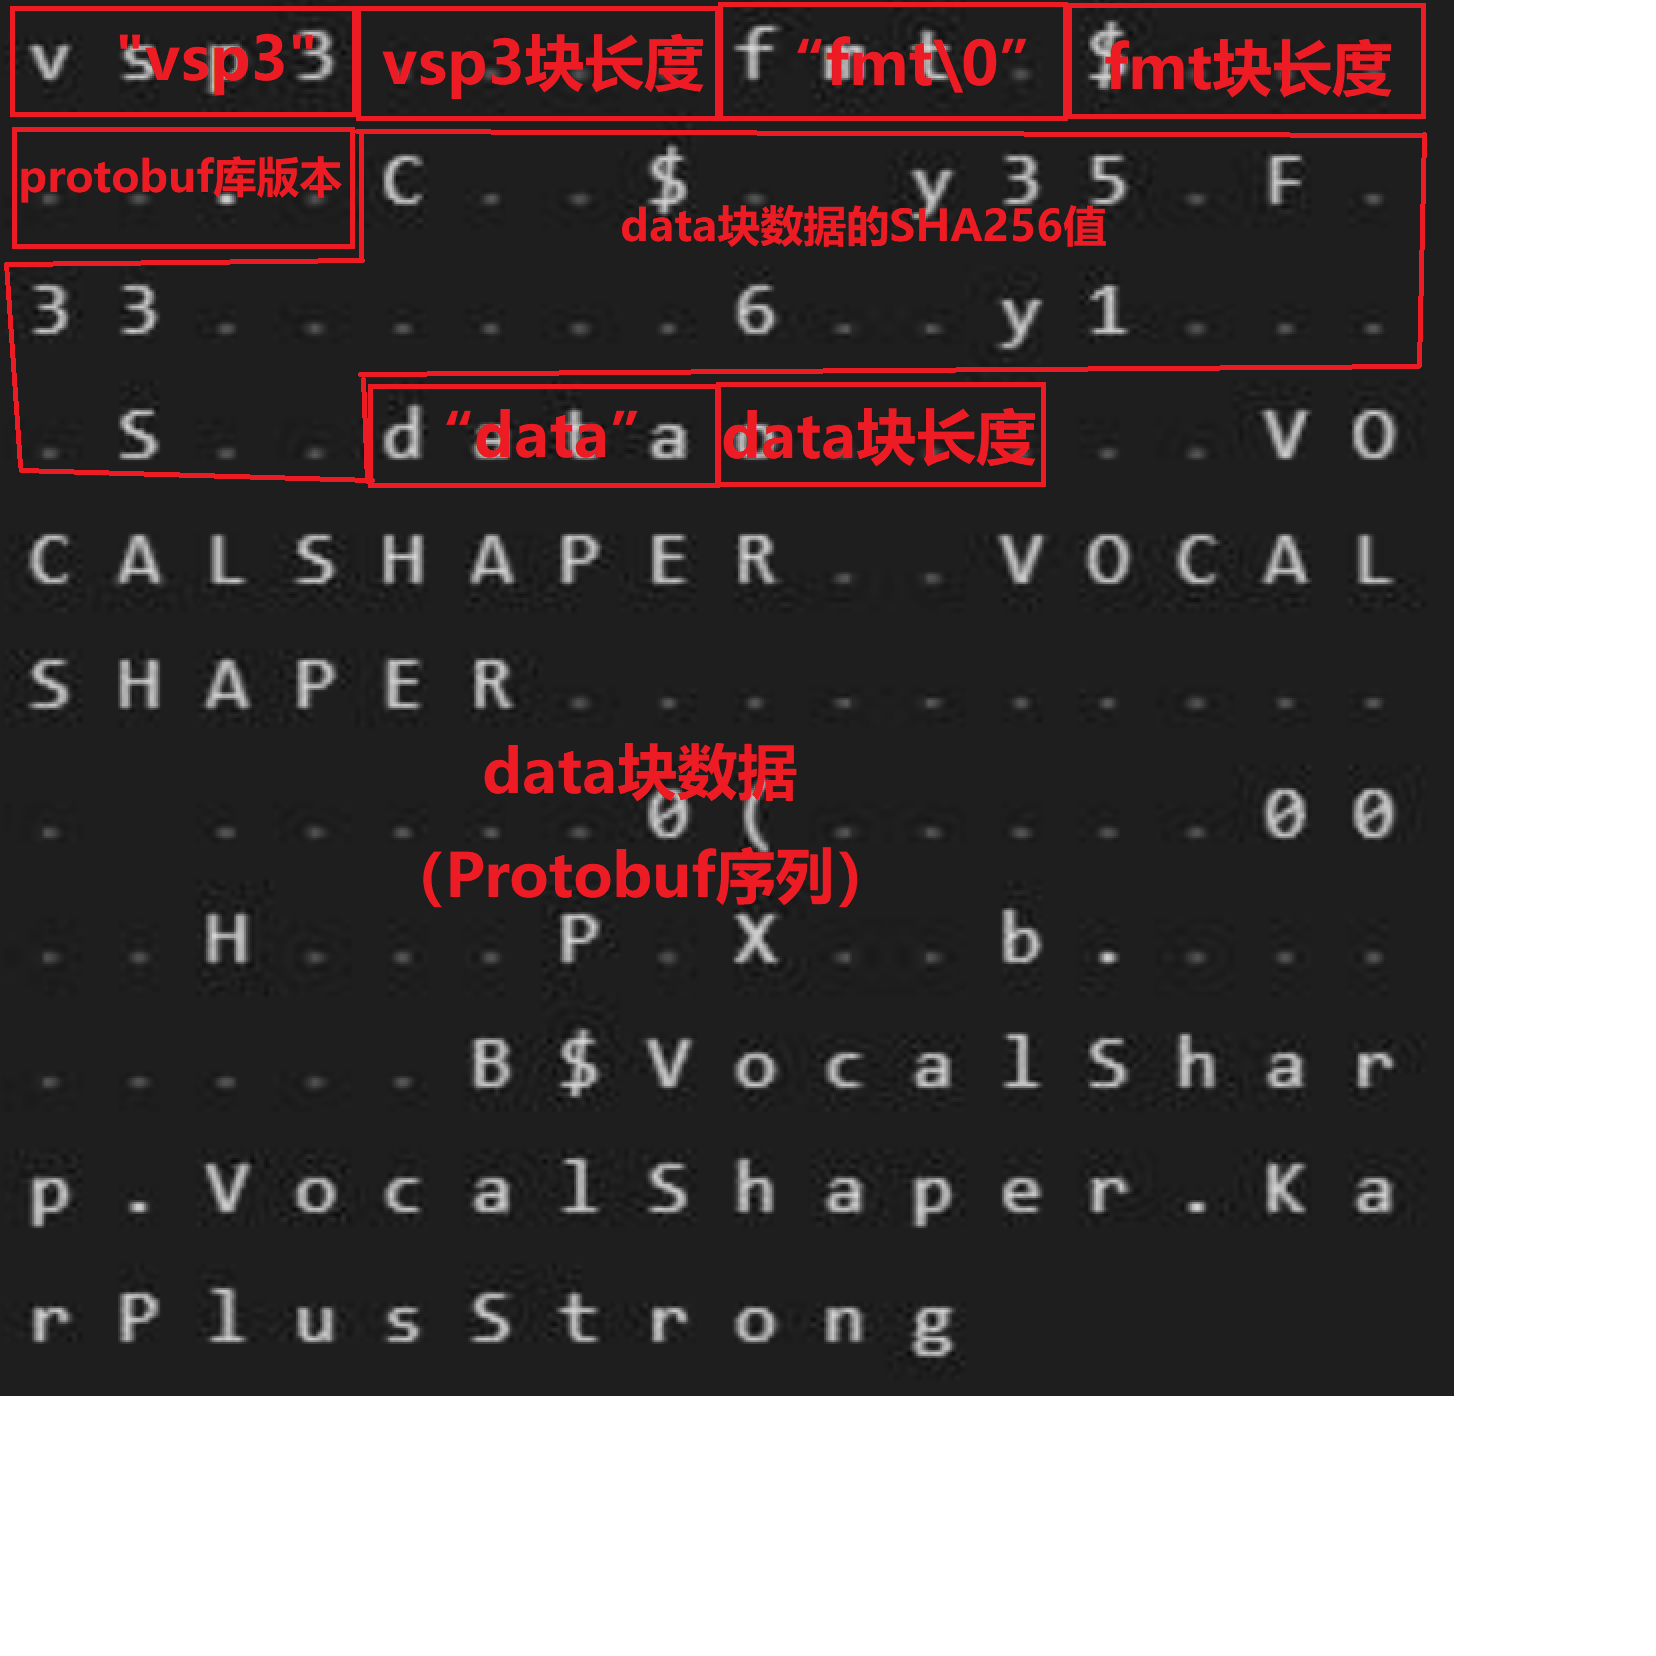 "vsp3" vsp3块长度 “fmt\0” fmt块长度
v s p 3 . . . . f m t . $ . . .
protobuf库版本
. . . . C . . $ . y 3 5 . F .
data块数据的SHA256值
3 3 . . . . . . 6 . . y 1 . . .
“data” data块长度
. S . . d a t a . . V O
C A L S H A P E R . . V O C A L
S H A P E R . . . . . . . . . .
data块数据
. . . . . . 0 ( . . . . . 0 0
(Protobuf序列)
. . H . . . P . X . . b . . . .
. . . . . B $ V o c a l S h a r
p . V o c a l S h a p e r . K a
r P l u s S t r o n g